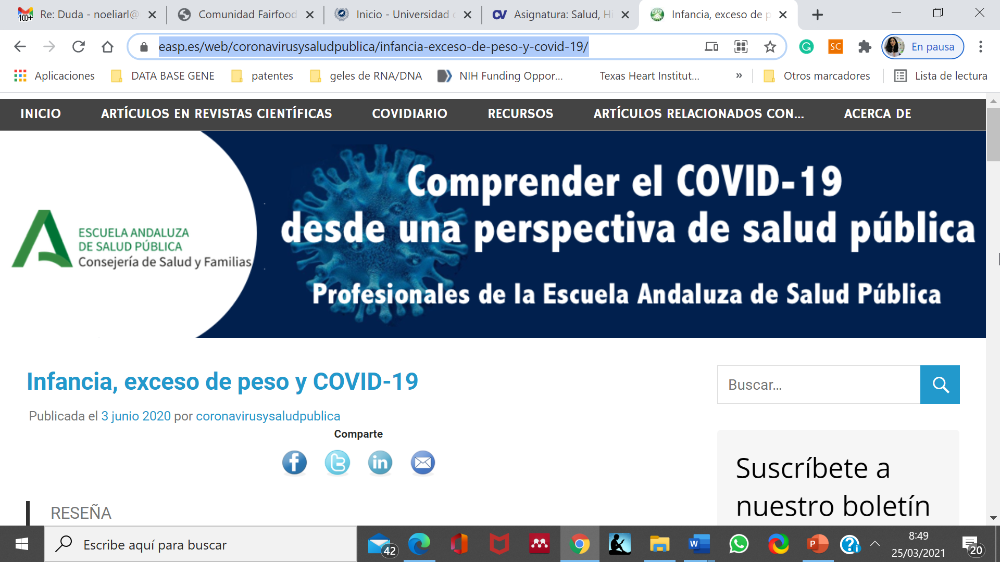 100+ Re: Duda - noeliarl@
Comunidad Fairfood
Inicio - Universidad
CV Asignatura: Salud, Hi
Infancia, exceso de p
easp.es/web/coronavirusysaludpublica/infancia-exceso-de-peso-y-covid-19/
SC
En pausa
Aplicaciones
DATA BASE GENE
patentes
geles de RNA/DNA
NIH Funding Oppor...
Texas Heart Institut...
»
Otros marcadores
Lista de lectura
INICIO
ARTÍCULOS EN REVISTAS CIENTÍFICAS
COVIDIARIO
RECURSOS
ARTÍCULOS RELACIONADOS CON...
ACERCA DE
ESCUELA ANDALUZA
DE SALUD PÚBLICA
Consejería de Salud y Familias
Comprender el COVID-19
desde una perspectiva de salud pública
Profesionales de la Escuela Andaluza de Salud Pública
Infancia, exceso de peso y COVID-19
Publicada el 3 junio 2020 por coronavirusysaludpublica
Comparte
RESEÑA
Buscar...
Suscríbete a
nuestro boletín
Escribe aquí para buscar
42
8:49
25/03/2021
20